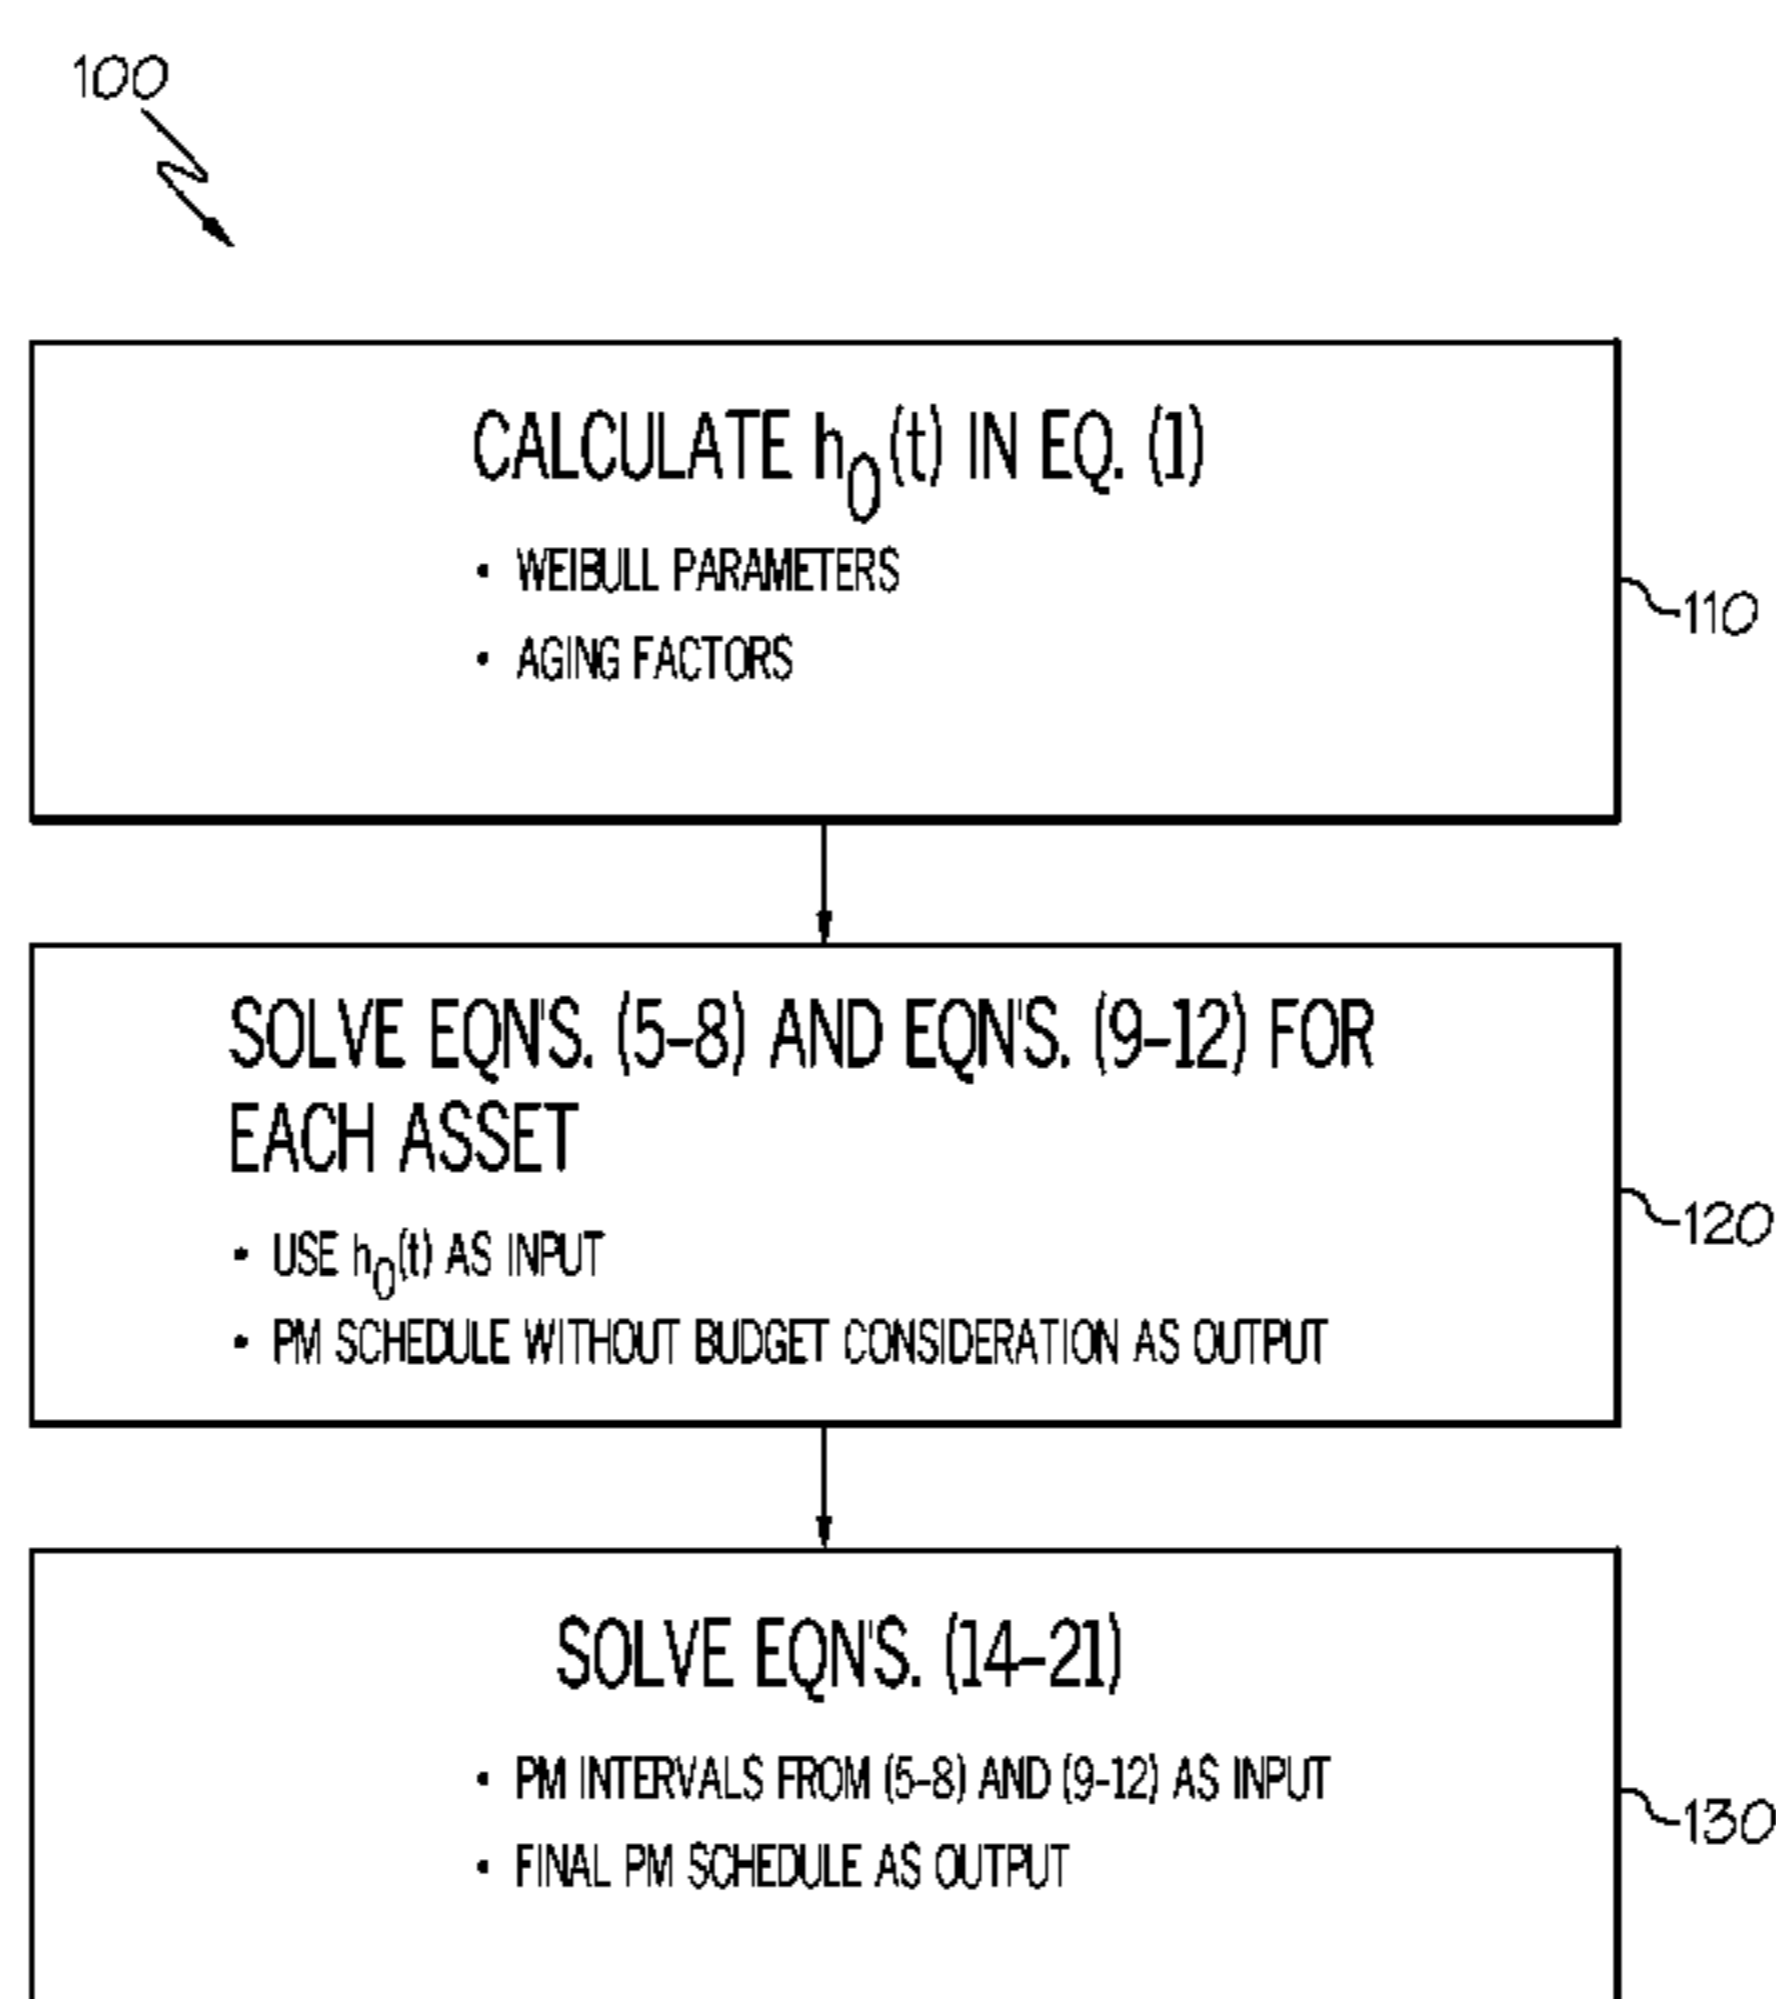 100
CALCULATE h0(t) IN EQ. (1)
• WEIBULL PARAMETERS
• AGING FACTORS
110
SOLVE EQN'S. (5-8) AND EQN'S. (9-12) FOR
EACH ASSET
• USE h0(t) AS INPUT
• PM SCHEDULE WITHOUT BUDGET CONSIDERATION AS OUTPUT
120
SOLVE EQN'S. (14-21)
• PM INTERVALS FROM (5-8) AND (9-12) AS INPUT
• FINAL PM SCHEDULE AS OUTPUT
130